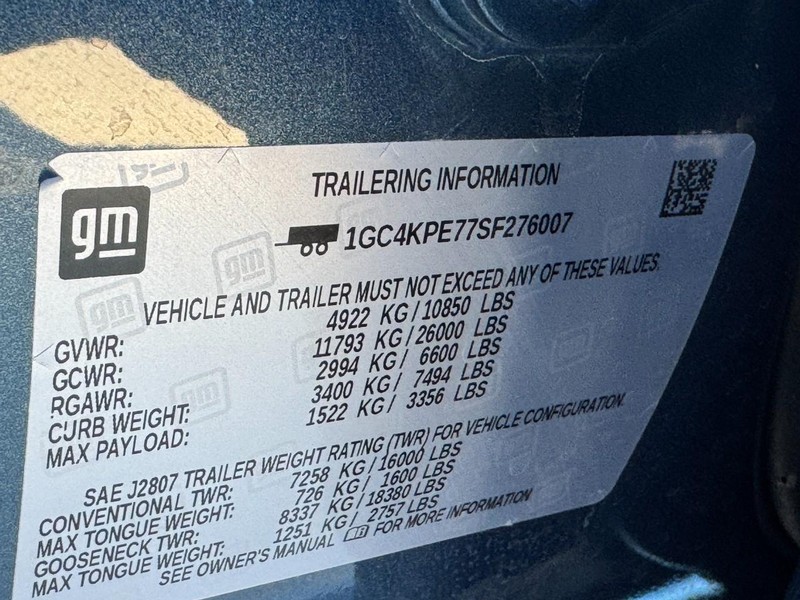 gm
TRAILERING INFORMATION
1GC4KPE77SF276007
VEHICLE AND TRAILER MUST NOT EXCEED ANY OF THESE VALUES.
GVWR: 4922 KG / 10850 LBS
GCWR: 11793 KG / 26000 LBS
RGAWR: 2994 KG / 6600 LBS
CURB WEIGHT: 3400 KG / 7494 LBS
MAX PAYLOAD: 1522 KG / 3356 LBS
SAE J2807 TRAILER WEIGHT RATING (TWR) FOR VEHICLE CONFIGURATION.
CONVENTIONAL TWR: 7258 KG / 16000 LBS
MAX TONGUE WEIGHT: 726 KG / 1600 LBS
GOOSENECK TWR: 8337 KG / 18380 LBS
MAX TONGUE WEIGHT: 1251 KG / 2757 LBS
SEE OWNER'S MANUAL FOR MORE INFORMATION